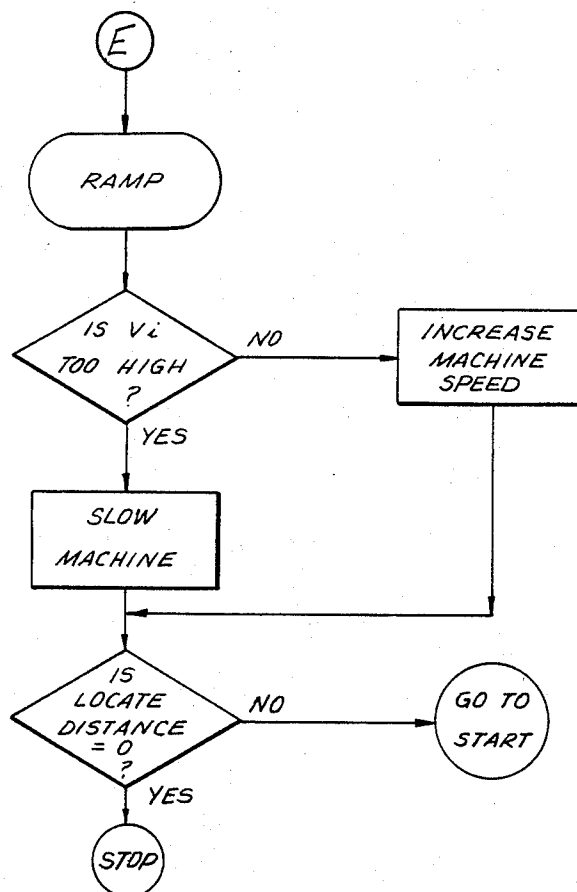 E
RAMP
IS Vi
TOO HIGH
?
NO
INCREASE
MACHINE
SPEED
YES
SLOW
MACHINE
IS
LOCATE
DISTANCE
= 0
?
NO
GO TO
START
YES
STOP